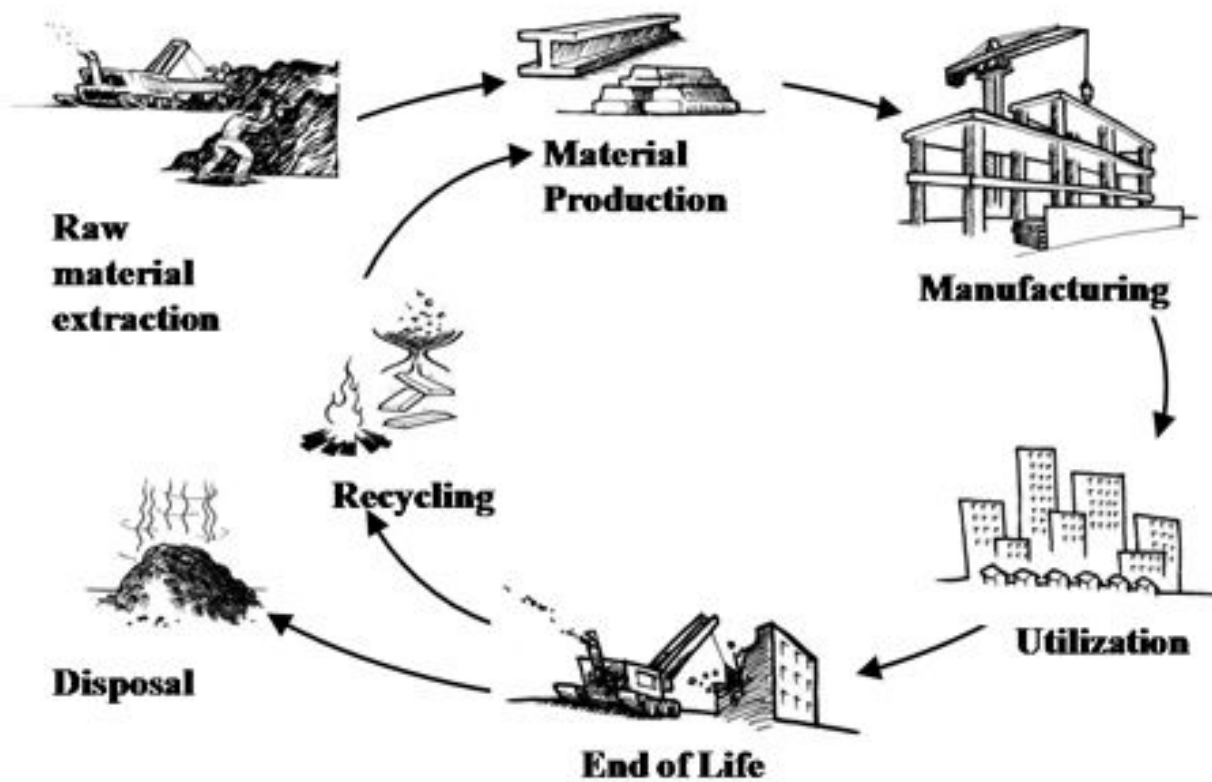 Raw
material
extraction
Material
Production
Manufacturing
Utilization
End of Life
Recycling
Disposal